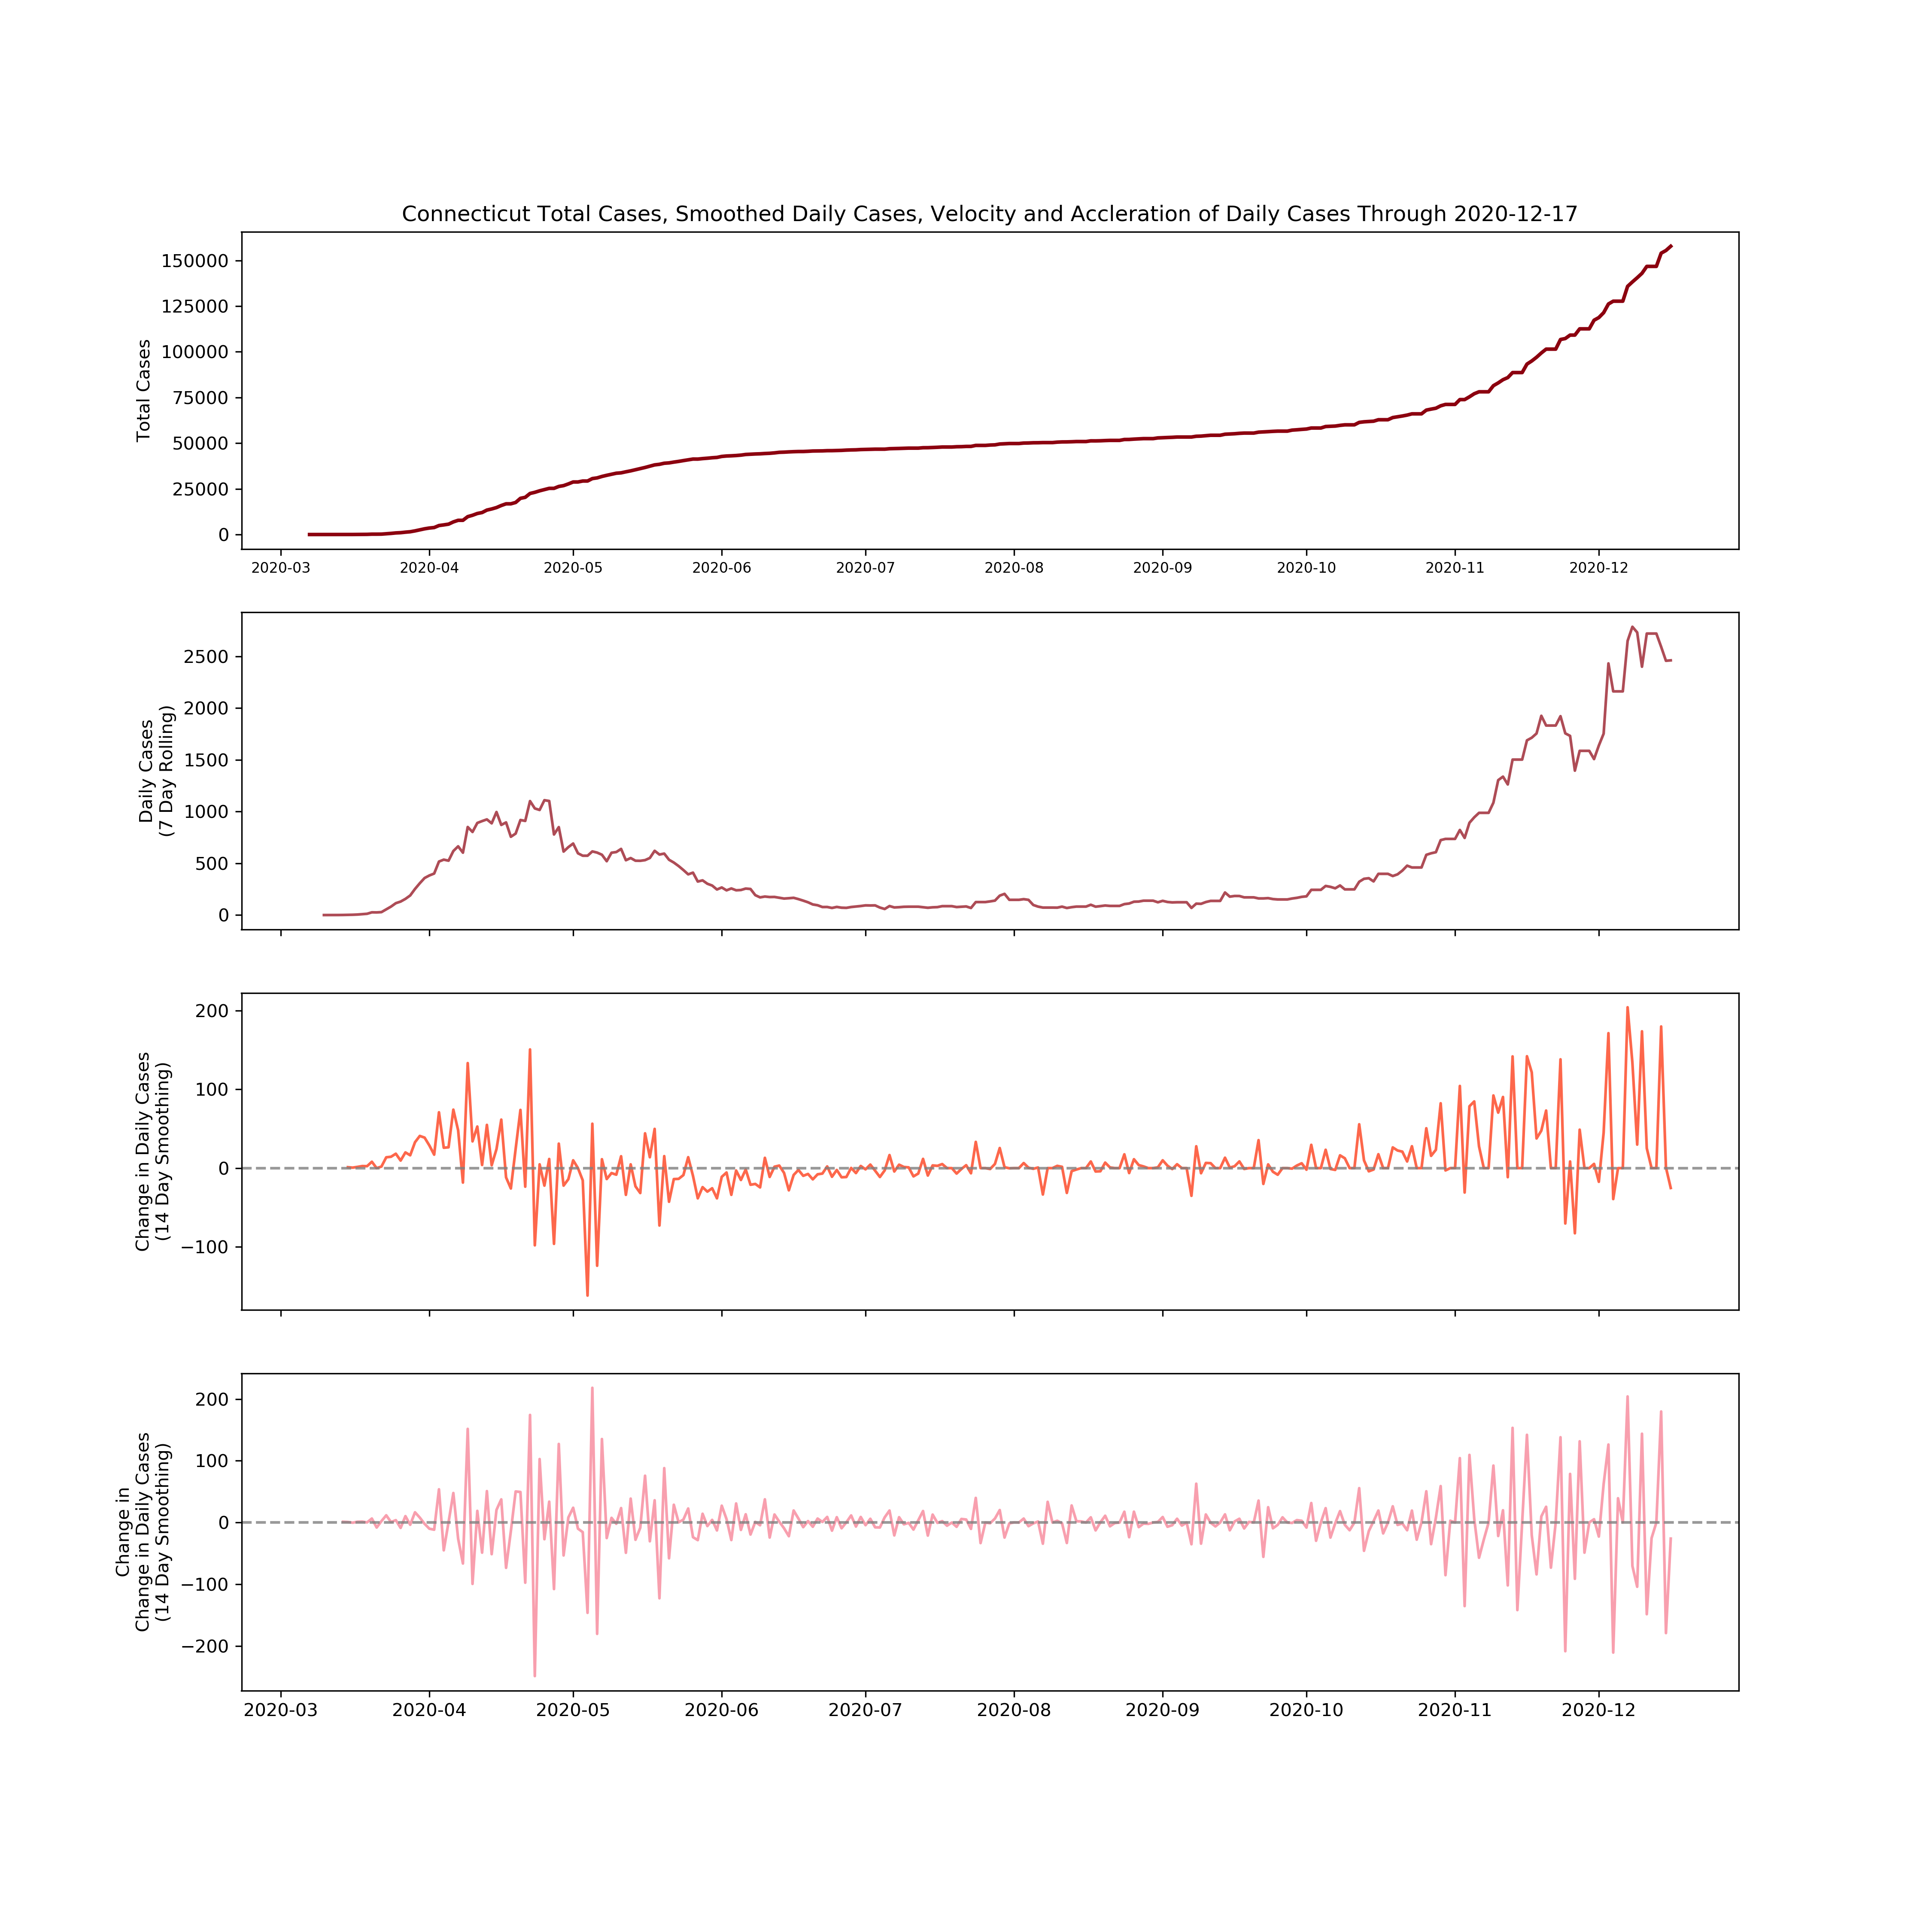 Connecticut Total Cases, Smoothed Daily Cases, Velocity and Accleration of Daily Cases Through 2020-12-17
Total Cases
150000
125000
100000
75000
50000
25000
0
2020-03 2020-04 2020-05 2020-06 2020-07 2020-08 2020-09 2020-10 2020-11 2020-12
Daily Cases
(7 Day Rolling)
2500
2000
1500
1000
500
0
Change in Daily Cases
(14 Day Smoothing)
200
100
0
−100
Change in
Change in Daily Cases
(14 Day Smoothing)
200
100
0
−100
−200
2020-03 2020-04 2020-05 2020-06 2020-07 2020-08 2020-09 2020-10 2020-11 2020-12